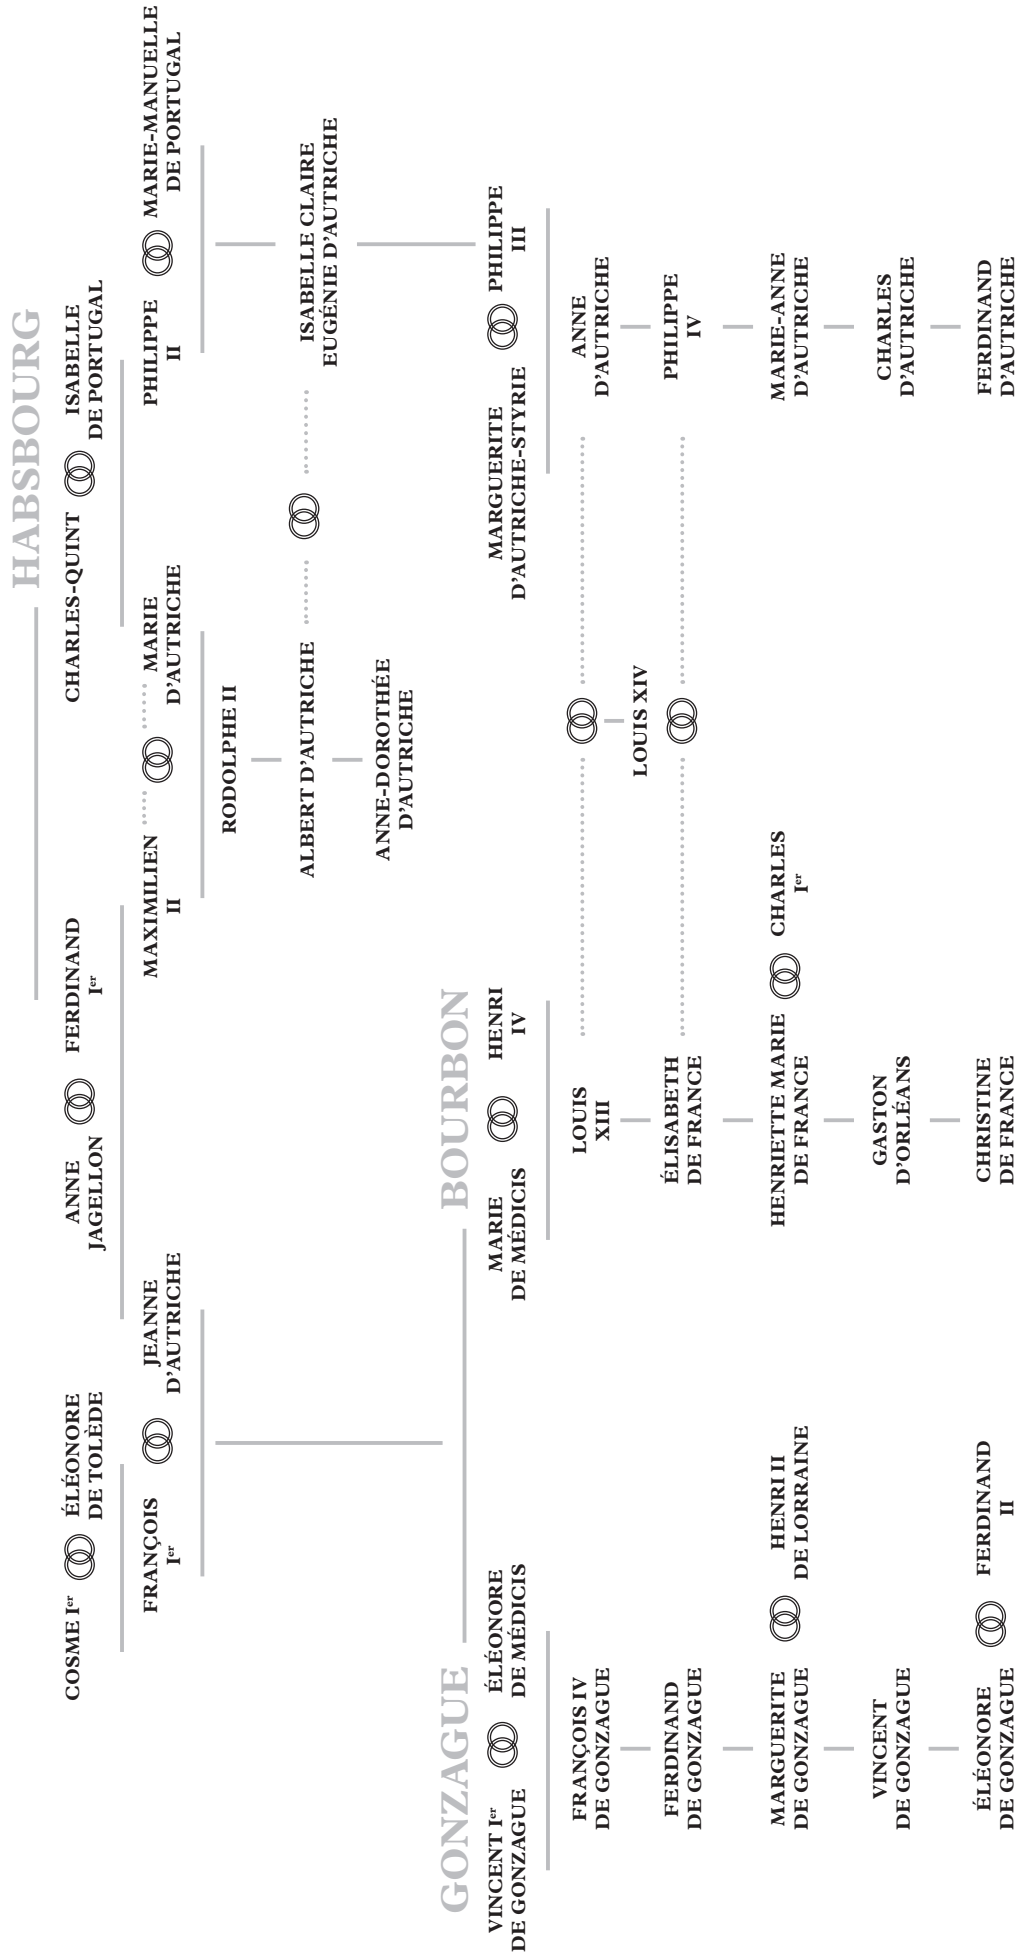 HABSBOURG
COSME Iᵉʳ
ÉLÉONORE
DE TOLÈDE
ANNE
JAGELLON
FERDINAND
Iᵉʳ
CHARLES-QUINT
ISABELLE
DE PORTUGAL
FRANÇOIS
Iᵉʳ
JEANNE
D'AUTRICHE
MAXIMILIEN
II
MARIE
D'AUTRICHE
PHILIPPE
II
MARIE-MANUELLE
DE PORTUGAL
RODOLPHE II
ALBERT D'AUTRICHE
ISABELLE CLAIRE
EUGÉNIE D'AUTRICHE
ANNE-DOROTHÉE
D'AUTRICHE
GONZAGUE
BOURBON
VINCENT Iᵉʳ
DE GONZAGUE
ÉLÉONORE
DE MÉDICIS
MARIE
DE MÉDICIS
HENRI
IV
MARGUERITE
D'AUTRICHE-STYRIE
PHILIPPE
III
FRANÇOIS IV
DE GONZAGUE
LOUIS
XIII
ANNE
D'AUTRICHE
LOUIS XIV
FERDINAND
DE GONZAGUE
ÉLISABETH
DE FRANCE
PHILIPPE
IV
MARGUERITE
DE GONZAGUE
HENRI II
DE LORRAINE
HENRIETTE MARIE
DE FRANCE
CHARLES
Iᵉʳ
MARIE-ANNE
D'AUTRICHE
VINCENT
DE GONZAGUE
GASTON
D'ORLÉANS
CHARLES
D'AUTRICHE
ÉLÉONORE
DE GONZAGUE
FERDINAND
II
CHRISTINE
DE FRANCE
FERDINAND
D'AUTRICHE